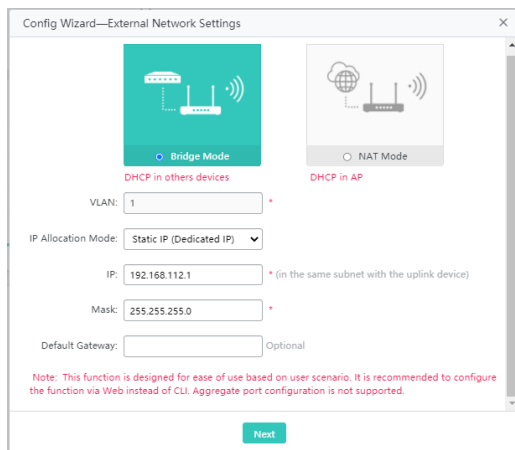 Config Wizard—External Network Settings
Bridge Mode
NAT Mode
DHCP in others devices
DHCP in AP
VLAN: 1 *
IP Allocation Mode: Static IP (Dedicated IP)
IP: 192.168.112.1 * (in the same subnet with the uplink device)
Mask: 255.255.255.0 *
Default Gateway: Optional
Note: This function is designed for ease of use based on user scenario. It is recommended to configure
the function via Web instead of CLI. Aggregate port configuration is not supported.
Next